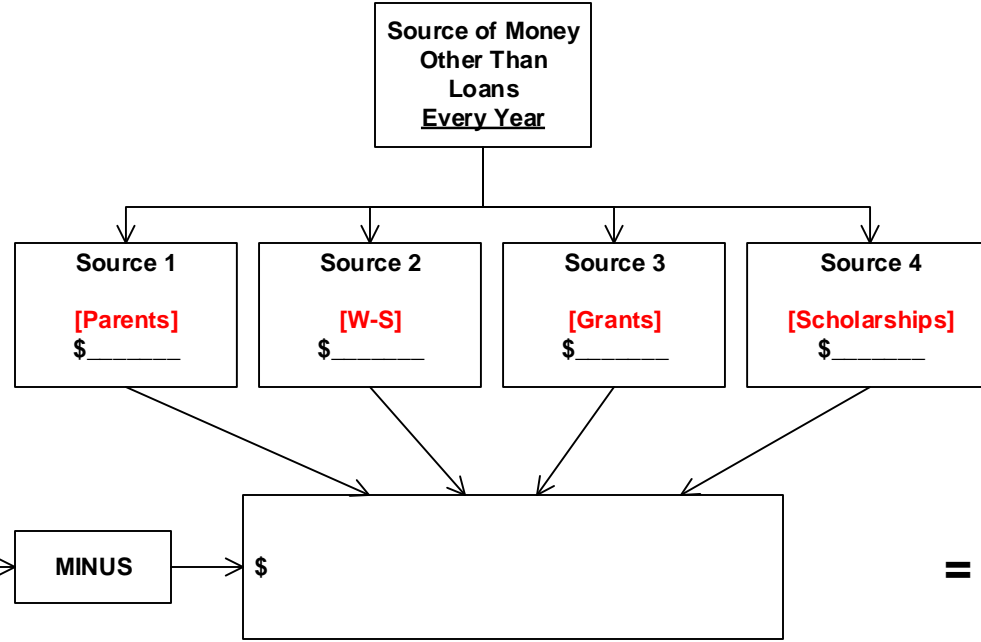 Source of Money
Other Than
Loans
Every Year
Source 1
[Parents]
$_______
Source 2
[W-S]
$_______
Source 3
[Grants]
$_______
Source 4
[Scholarships]
$_______
MINUS
$
=